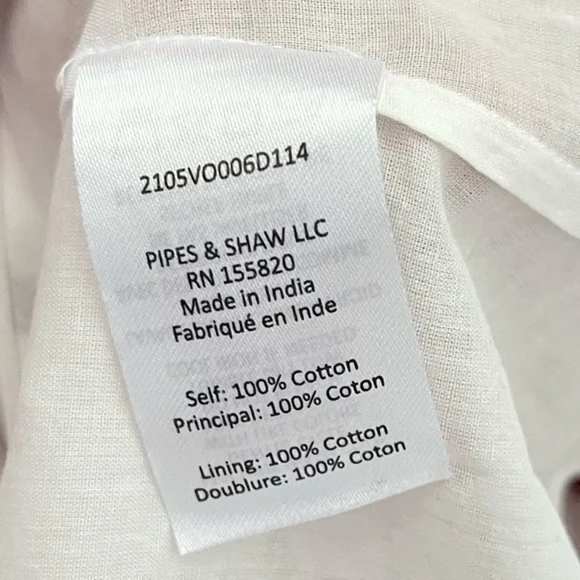 2105VO006D114
PIPES & SHAW LLC
RN 155820
Made in India
Fabriqué en Inde
Self: 100% Cotton
Principal: 100% Coton
Lining: 100% Cotton
Doublure: 100% Coton